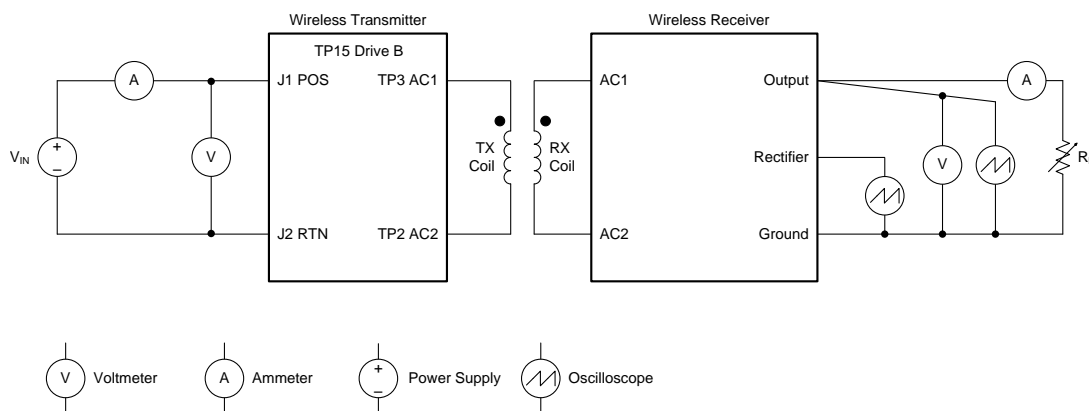 Wireless Transmitter
Wireless Receiver
TP15 Drive B
A
J1 POS
TP3 AC1
AC1
Output
A
VIN
+
−
V
TX
Coil
RX
Coil
Rectifier
V
R
J2 RTN
TP2 AC2
AC2
Ground
V
Voltmeter
A
Ammeter
+
−
Power Supply
Oscilloscope